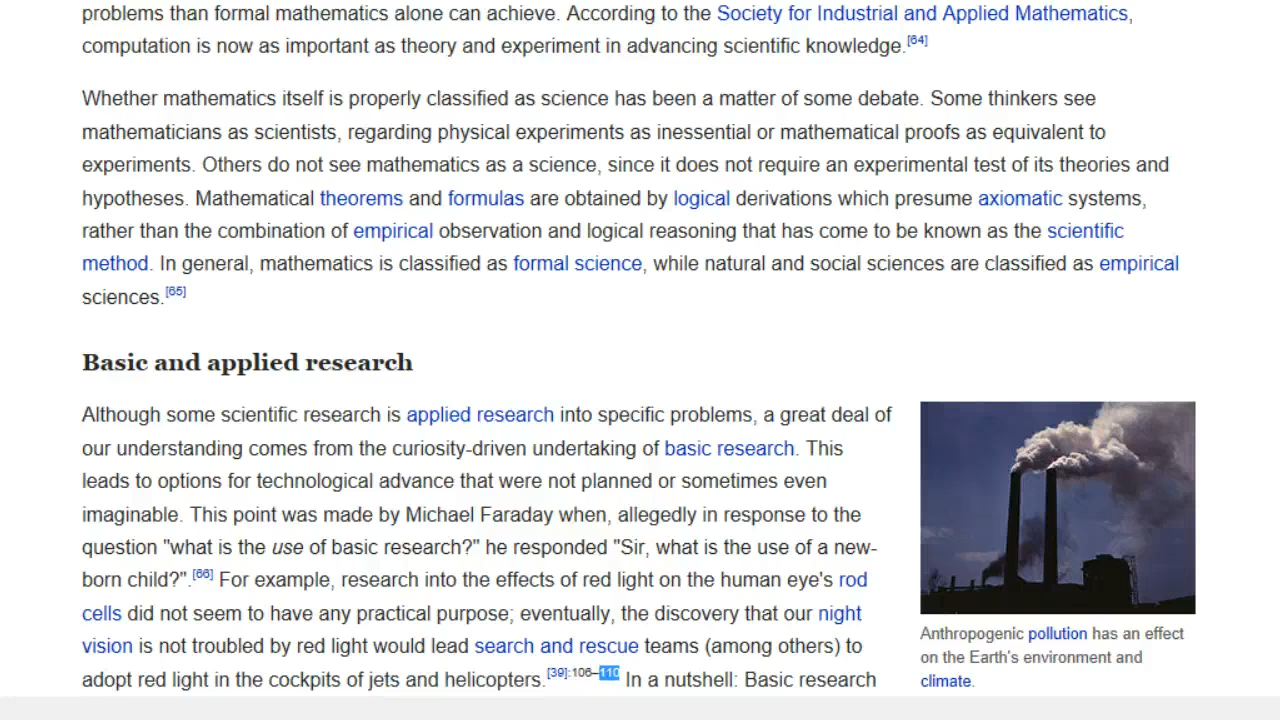 problems than formal mathematics alone can achieve. According to the Society for Industrial and Applied Mathematics,
computation is now as important as theory and experiment in advancing scientific knowledge.[64]
Whether mathematics itself is properly classified as science has been a matter of some debate. Some thinkers see
mathematicians as scientists, regarding physical experiments as inessential or mathematical proofs as equivalent to
experiments. Others do not see mathematics as a science, since it does not require an experimental test of its theories and
hypotheses. Mathematical theorems and formulas are obtained by logical derivations which presume axiomatic systems,
rather than the combination of empirical observation and logical reasoning that has come to be known as the scientific
method. In general, mathematics is classified as formal science, while natural and social sciences are classified as empirical
sciences.[65]
Basic and applied research
Although some scientific research is applied research into specific problems, a great deal of
our understanding comes from the curiosity-driven undertaking of basic research. This
leads to options for technological advance that were not planned or sometimes even
imaginable. This point was made by Michael Faraday when, allegedly in response to the
question "what is the use of basic research?" he responded "Sir, what is the use of a new-
born child?".[66] For example, research into the effects of red light on the human eye's rod
cells did not seem to have any practical purpose; eventually, the discovery that our night
vision is not troubled by red light would lead search and rescue teams (among others) to
adopt red light in the cockpits of jets and helicopters.[39]:106–110 In a nutshell: Basic research
Anthropogenic pollution has an effect
on the Earth's environment and
climate.